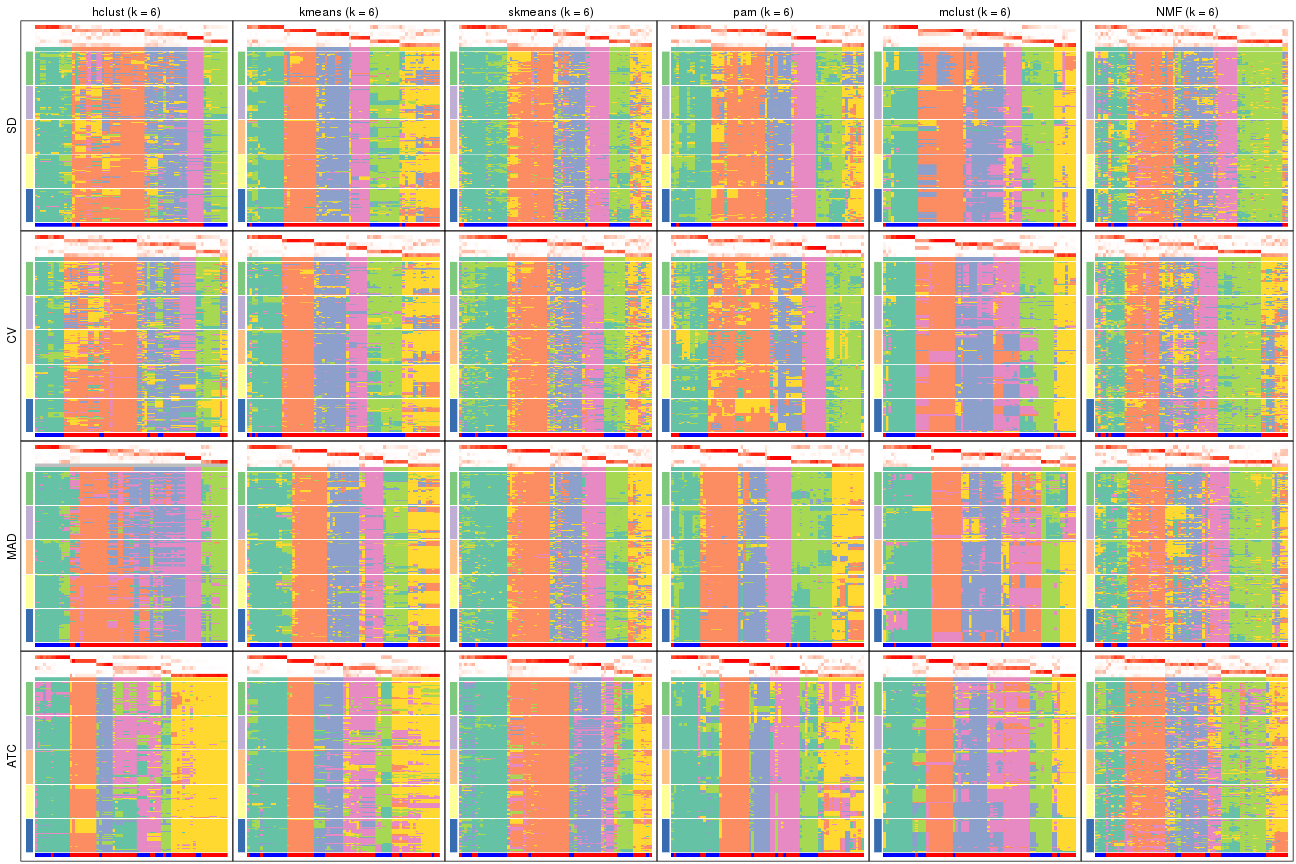 hclust (k = 6)
kmeans (k = 6)
skmeans (k = 6)
pam (k = 6)
mclust (k = 6)
NMF (k = 6)
SD
CV
MAD
ATC